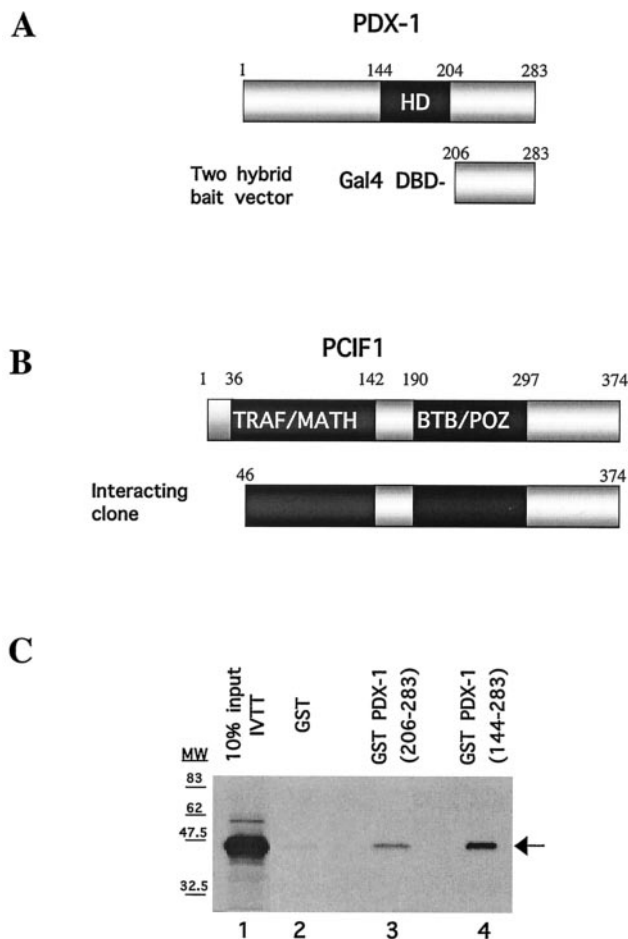 A
PDX-1
1 144 204 283
HD
206 283
Two hybrid
bait vector
Gal4 DBD-
B
PCIF1
1 36 142 190 297 374
TRAF/MATH BTB/POZ
46 374
Interacting
clone
C
10% input
IVTT
GST
GST PDX-1
(206-283)
GST PDX-1
(144-283)
MW
83
62
47.5
32.5
1 2 3 4